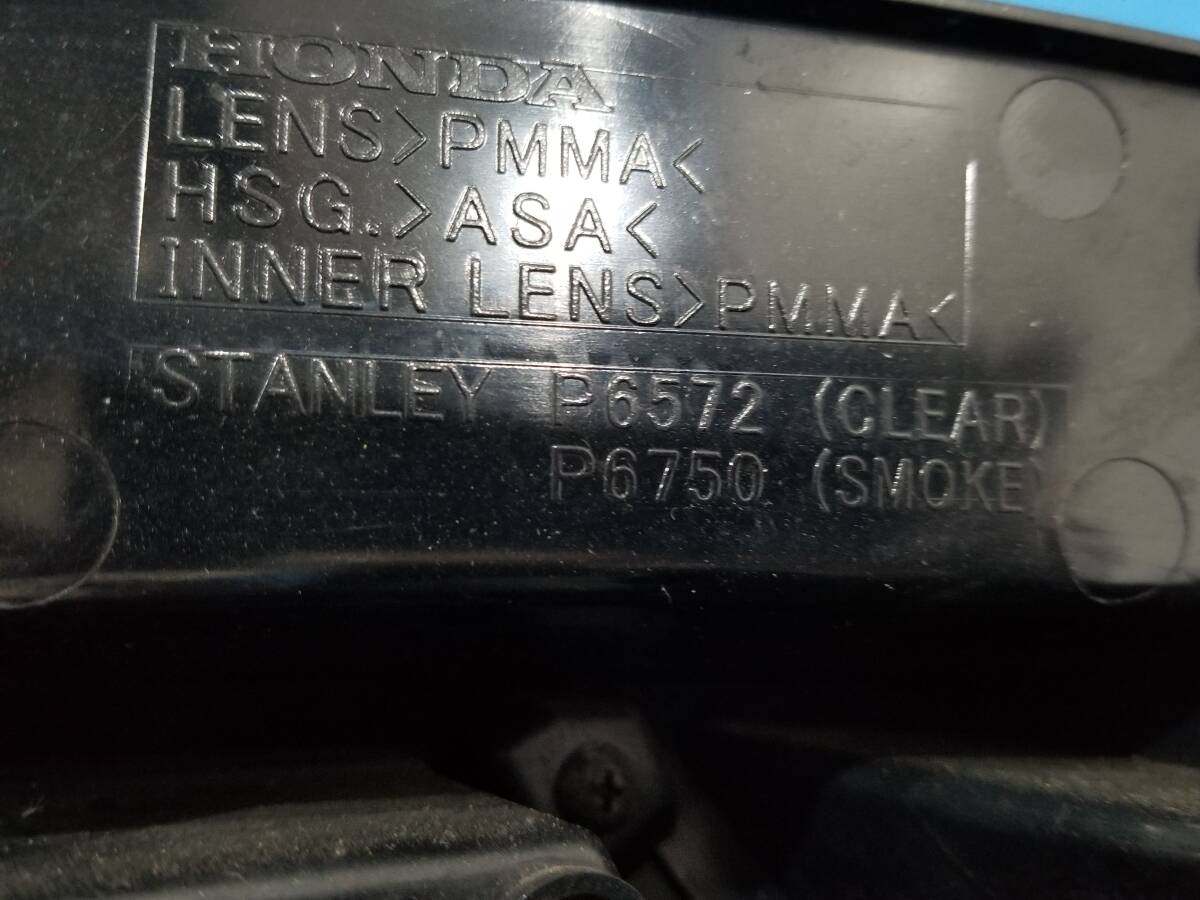 HONDA
LENS>PMMA<
HSG.>ASA<
INNER LENS>PMMA<
STANLEY P6572 (CLEAR)
P6750 (SMOKE)